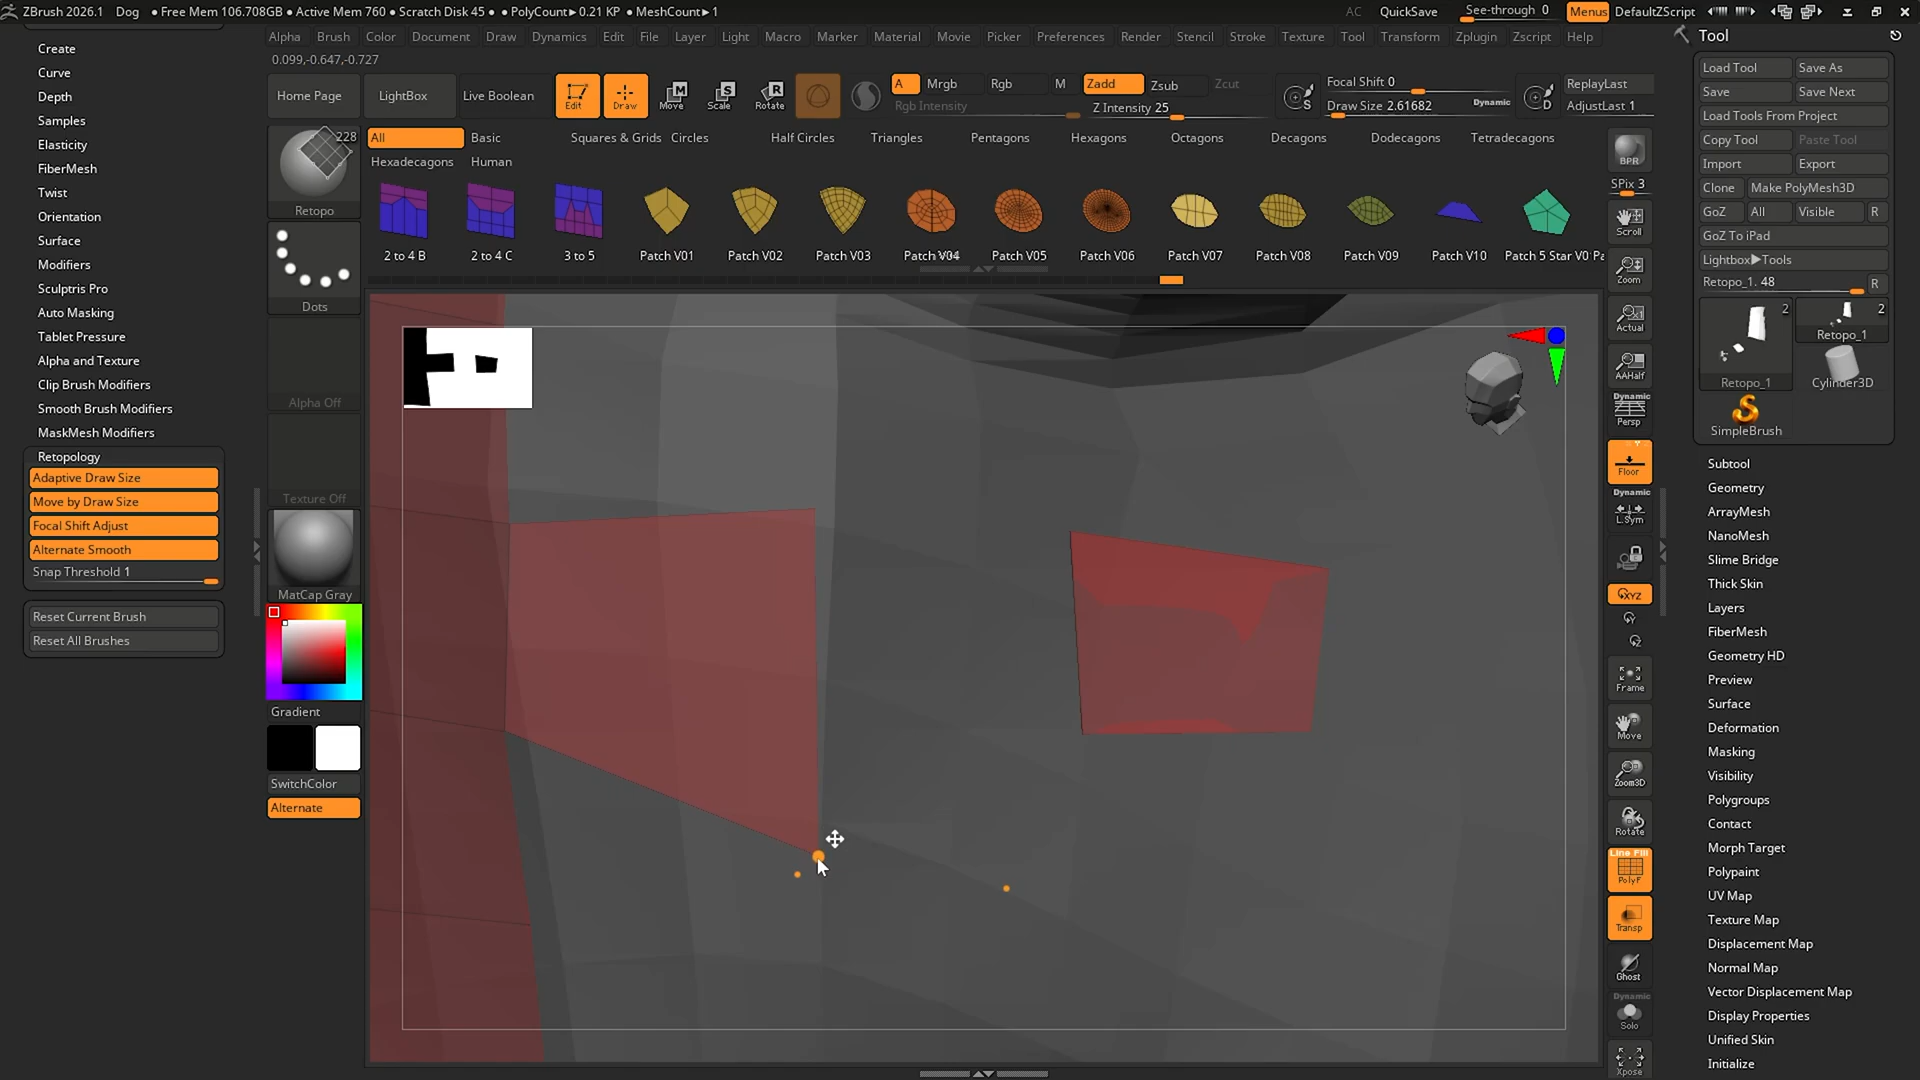 ZBrush 2026.1 Dog ● Free Mem 106.708GB ● Active Mem 760 ● Scratch Disk 45 ● ● PolyCount► 0.21 KP ● MeshCount►1 AC QuickSave See-through 0 Menus DefaultZScript
Alpha Brush Color Document Draw Dynamics Edit File Layer Light Macro Marker Material Movie Picker Preferences Render Stencil Stroke Texture Tool Transform Zplugin Zscript Help
0.099,-0.647,-0.727
Home Page LightBox Live Boolean Edit Draw Move Scale Rotate A Mrgb Rgb M Zadd Zsub Zcut Focal Shift 0 ReplayLast
Rgb Intensity Z Intensity 25 S Draw Size 2.61682 Dynamic D AdjustLast 1
All Basic Squares & Grids Circles Half Circles Triangles Pentagons Hexagons Octagons Decagons Dodecagons Tetradecagons
Hexadecagons Human
2 to 4 B 2 to 4 C 3 to 5 Patch V01 Patch V02 Patch V03 Patch V04 Patch V05 Patch V06 Patch V07 Patch V08 Patch V09 Patch V10 Patch 5 Star V0 Pa
Create
Curve
Depth
Samples
Elasticity
FiberMesh
Twist
Orientation
Surface
Modifiers
Sculptris Pro
Auto Masking
Tablet Pressure
Alpha and Texture
Clip Brush Modifiers
Smooth Brush Modifiers
MaskMesh Modifiers
Retopology
Adaptive Draw Size
Move by Draw Size
Focal Shift Adjust
Alternate Smooth
Snap Threshold 1
Reset Current Brush
Reset All Brushes
228
Retopo
Dots
Alpha Off
Texture Off
MatCap Gray
Gradient
SwitchColor
Alternate
BPR
SPix 3
Scroll
Zoom
Actual
AAHalf
Dynamic
Persp
Floor
Dynamic
L.Sym
XYZ
Frame
Move
Zoom3D
Rotate
Line Fill
PolyF
Transp
Ghost
Dynamic
Solo
Xpose
Tool
Load Tool Save As
Save Save Next
Load Tools From Project
Copy Tool Paste Tool
Import Export
Clone Make PolyMesh3D
GoZ All Visible R
GoZ To iPad
Lightbox►Tools
Retopo_1. 48 R
2 2
Retopo_1
Retopo_1 Cylinder3D
SimpleBrush
Subtool
Geometry
ArrayMesh
NanoMesh
Slime Bridge
Thick Skin
Layers
FiberMesh
Geometry HD
Preview
Surface
Deformation
Masking
Visibility
Polygroups
Contact
Morph Target
Polypaint
UV Map
Texture Map
Displacement Map
Normal Map
Vector Displacement Map
Display Properties
Unified Skin
Initialize